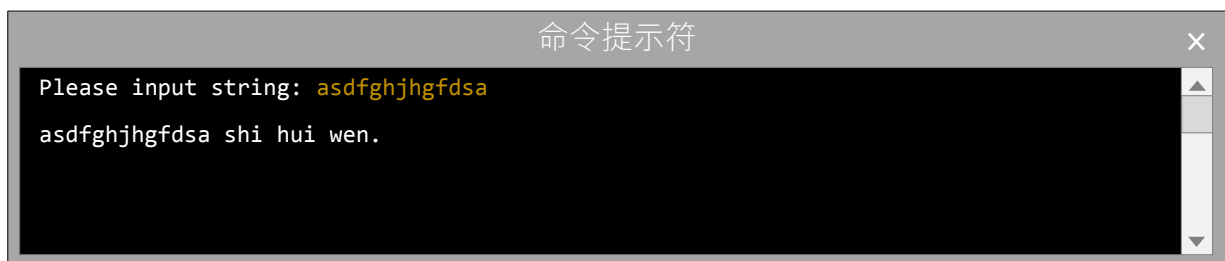 命令提示符
Please input string: asdfghjhgfdsa
asdfghjhgfdsa shi hui wen.